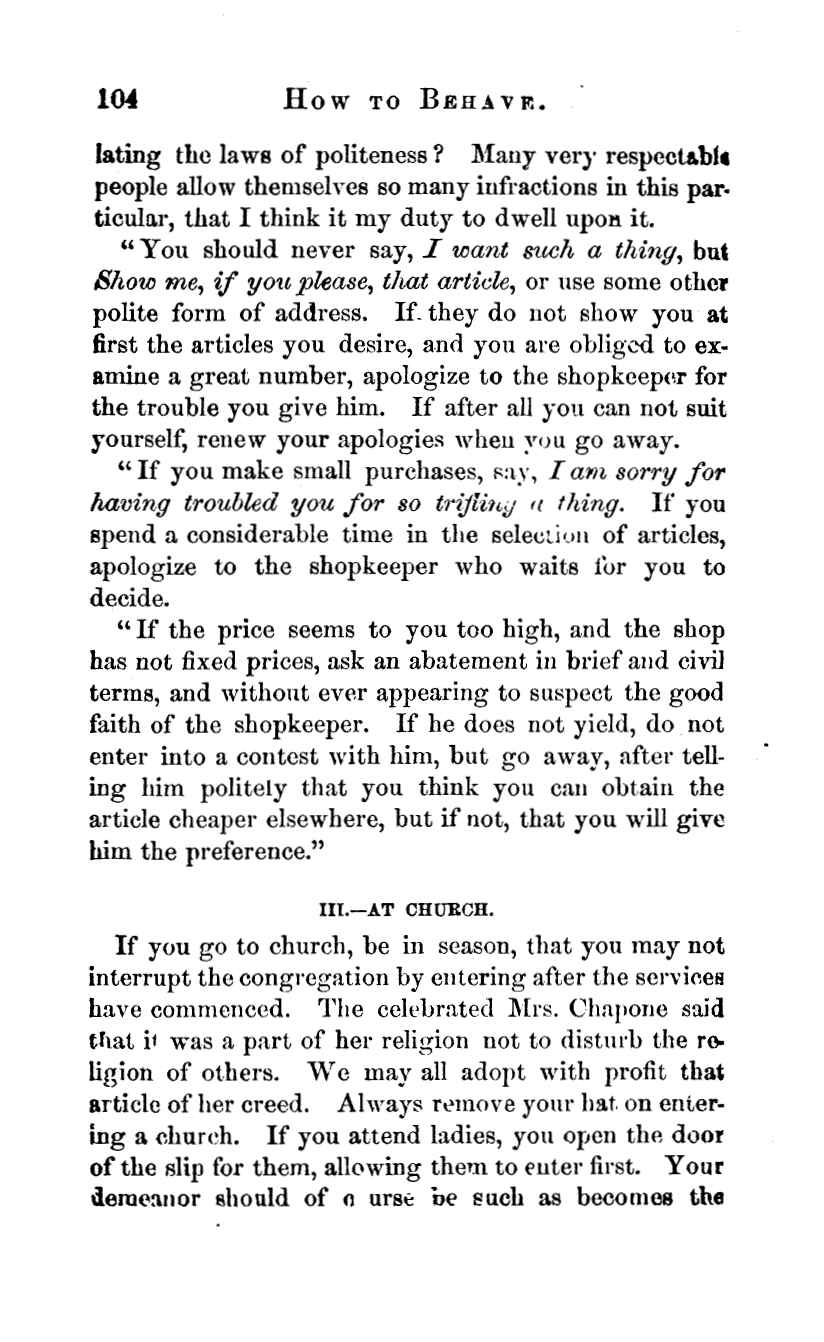 104 How to Behave.
lating the laws of politeness? Many very respectable
people allow themselves so many infractions in this par-
ticular, that I think it my duty to dwell upon it.
“You should never say, I want such a thing, but
Show me, if you please, that article, or use some other
polite form of address. If they do not show you at
first the articles you desire, and you are obliged to ex-
amine a great number, apologize to the shopkeeper for
the trouble you give him. If after all you can not suit
yourself, renew your apologies when you go away.
“If you make small purchases, say, I am sorry for
having troubled you for so trifling a thing. If you
spend a considerable time in the selection of articles,
apologize to the shopkeeper who waits for you to
decide.
“If the price seems to you too high, and the shop
has not fixed prices, ask an abatement in brief and civil
terms, and without ever appearing to suspect the good
faith of the shopkeeper. If he does not yield, do not
enter into a contest with him, but go away, after tell-
ing him politely that you think you can obtain the
article cheaper elsewhere, but if not, that you will give
him the preference.”
III.—AT CHURCH.
If you go to church, be in season, that you may not
interrupt the congregation by entering after the services
have commenced. The celebrated Mrs. Chapone said
that it was a part of her religion not to disturb the re-
ligion of others. We may all adopt with profit that
article of her creed. Always remove your hat on enter-
ing a church. If you attend ladies, you open the door
of the slip for them, allowing them to enter first. Your
demeanor should of course be such as becomes the